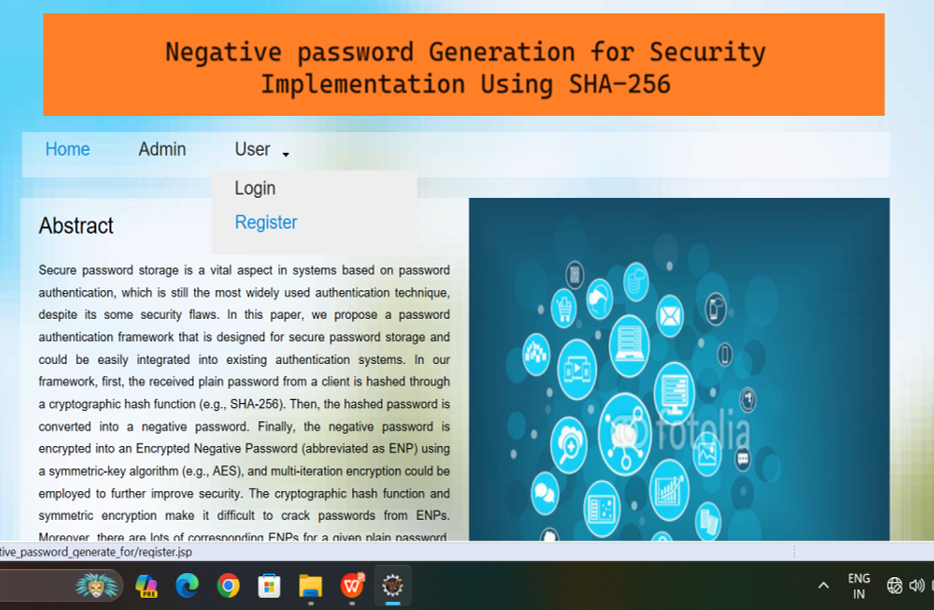 Negative password Generation for Security
Implementation Using SHA-256
Home Admin User
Login
Register
Abstract
Secure password storage is a vital aspect in systems based on password
authentication, which is still the most widely used authentication technique,
despite its some security flaws. In this paper, we propose a password
authentication framework that is designed for secure password storage and
could be easily integrated into existing authentication systems. In our
framework, first, the received plain password from a client is hashed through
a cryptographic hash function (e.g., SHA-256). Then, the hashed password is
converted into a negative password. Finally, the negative password is
encrypted into an Encrypted Negative Password (abbreviated as ENP) using
a symmetric-key algorithm (e.g., AES), and multi-iteration encryption could be
employed to further improve security. The cryptographic hash function and
symmetric encryption make it difficult to crack passwords from ENPs.
Moreover, there are lots of corresponding ENPs for a given plain password,
fotolia
tive_password_generate_for/register.jsp
PRE
ENG
IN